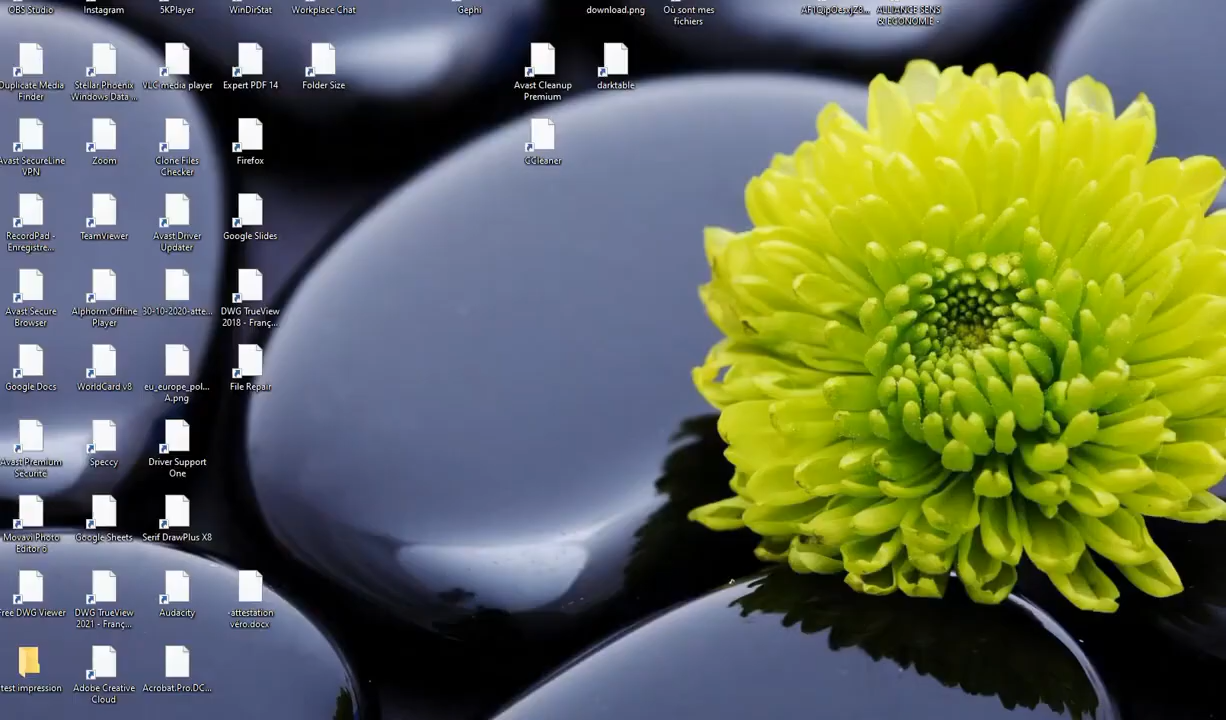 OBS Studio
Instagram
5KPlayer
WinDirStat
Workplace Chat
Gephi
download.png
Où sont mes
fichiers
ALLIANCE SENS
& ECONOMIE -
Duplicate Media
Finder
Stellar Phoenix
Windows Data ...
VLC media player
Expert PDF 14
Folder Size
Avast Cleanup
Premium
darktable
Avast SecureLine
VPN
Zoom
Clone Files
Checker
Firefox
CCleaner
RecordPad -
Enregistre...
TeamViewer
Avast Driver
Updater
Google Slides
Avast Secure
Browser
Alphorm Offline
Player
30-10-2020-atte...
DWG TrueView
2018 - Franç...
Google Docs
WorldCard v8
eu_europe_pol...
A.png
File Repair
Avast Premium
Sécurité
Speccy
Driver Support
One
Movavi Photo
Editor 6
Google Sheets
Serif DrawPlus X8
Free DWG Viewer
DWG TrueView
2021 - Franç...
Audacity
-attestation
vero.docx
test impression
Adobe Creative
Cloud
Acrobat.Pro.DC...